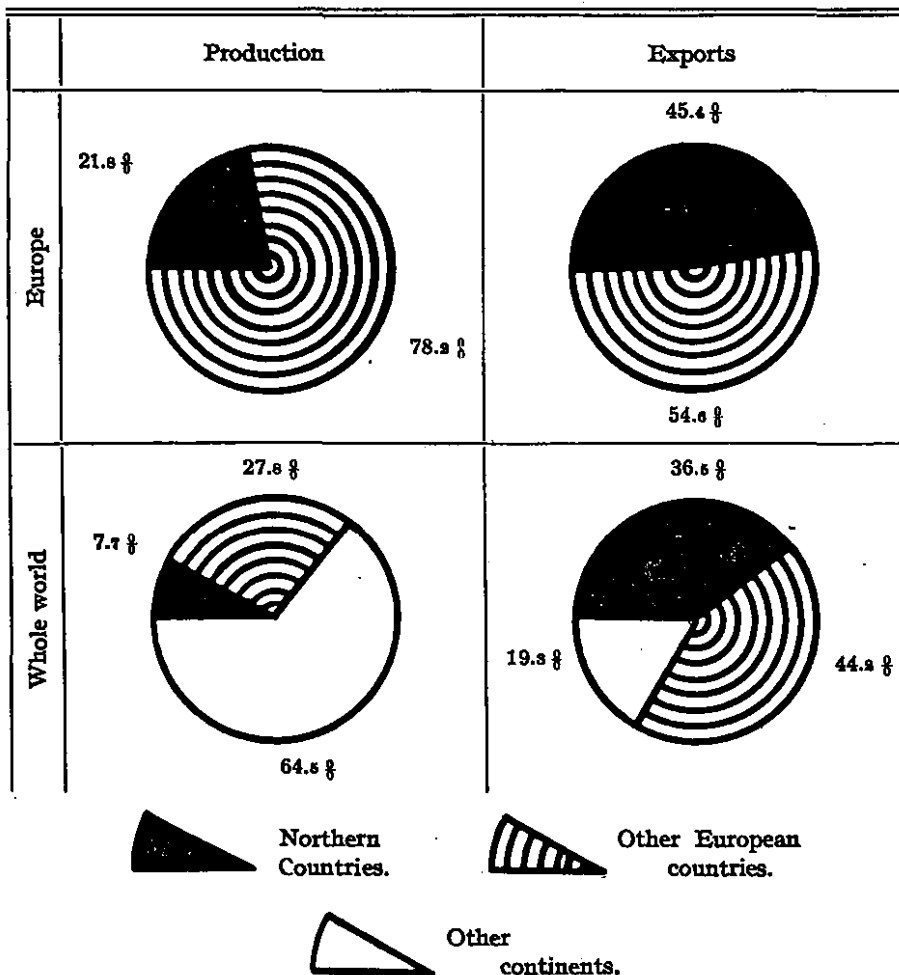 Production Exports
Europe
21.8 %
78.2 %
45.4 %
54.6 %
Whole world
27.8 %
7.7 %
64.5 %
36.5 %
19.3 %
44.2 %
Northern
Countries.
Other European
countries.
Other
continents.